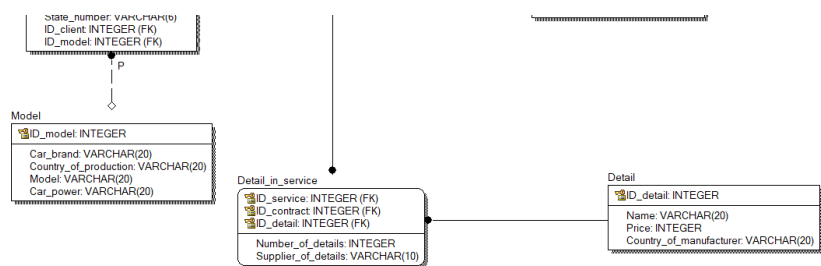 State_number: VARCHAR(6)
ID_client: INTEGER (FK)
ID_model: INTEGER (FK)
P
Model
ID_model: INTEGER
Car_brand: VARCHAR(20)
Country_of_production: VARCHAR(20)
Model: VARCHAR(20)
Car_power: VARCHAR(20)
Detail_in_service
ID_service: INTEGER (FK)
ID_contract: INTEGER (FK)
ID_detail: INTEGER (FK)
Number_of_details: INTEGER
Supplier_of_details: VARCHAR(10)
Detail
ID_detail: INTEGER
Name: VARCHAR(20)
Price: INTEGER
Country_of_manufacturer: VARCHAR(20)